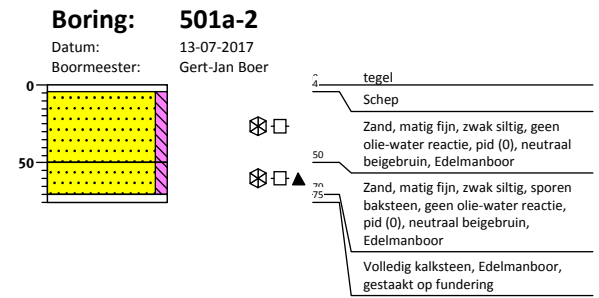 Boring: 501a-2
Datum: 13-07-2017
Boormeester: Gert-Jan Boer
0
50
4
50
70
75
tegel
Schep
Zand, matig fijn, zwak siltig, geen
olie-water reactie, pid (0), neutraal
beigebruin, Edelmanboor
Zand, matig fijn, zwak siltig, sporen
baksteen, geen olie-water reactie,
pid (0), neutraal beigebruin,
Edelmanboor
Volledig kalksteen, Edelmanboor,
gestaakt op fundering